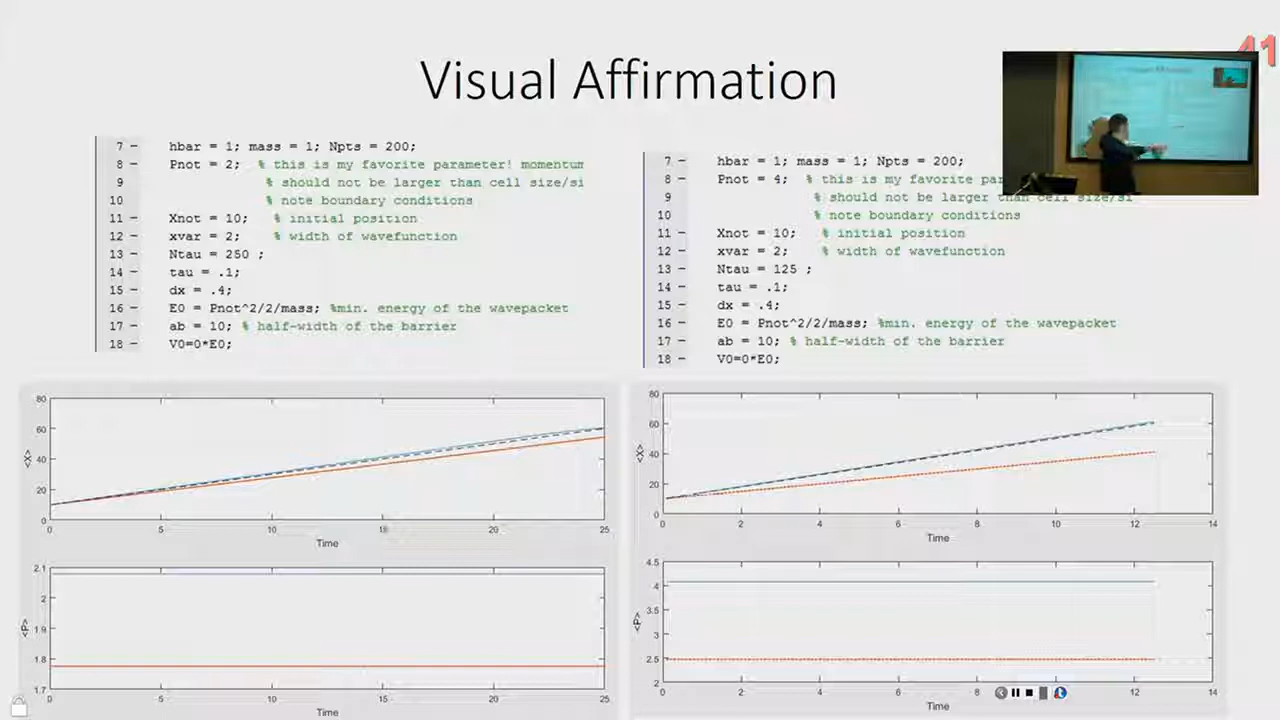 41
Visual Affirmation
7 - hbar = 1; mass = 1; Npts = 200;
8 - Pnot = 2; % this is my favorite parameter! momentum
9 % should not be larger than cell size/si
10 % note boundary conditions
11 - Xnot = 10; % initial position
12 - xvar = 2; % width of wavefunction
13 - Ntau = 250 ;
14 - tau = .1;
15 - dx = .4;
16 - E0 = Pnot^2/2/mass; %min. energy of the wavepacket
17 - ab = 10; % half-width of the barrier
18 - V0=0*E0;
7 - hbar = 1; mass = 1; Npts = 200;
8 - Pnot = 4; % this is my favorite par
9 % should not be larger than cell size/si
10 % note boundary conditions
11 - Xnot = 10; % initial position
12 - xvar = 2; % width of wavefunction
13 - Ntau = 125 ;
14 - tau = .1;
15 - dx = .4;
16 - E0 = Pnot^2/2/mass; %min. energy of the wavepacket
17 - ab = 10; % half-width of the barrier
18 - V0=0*E0;
80
60
40
20
0
<X>
0 5 10 15 20 25
Time
2.1
2
1.9
1.8
1.7
<P>
0 5 10 15 20 25
Time
80
60
40
20
0
<X>
0 2 4 6 8 10 12 14
Time
4.5
4
3.5
3
2.5
2
<P>
0 2 4 6 8 10 12 14
Time